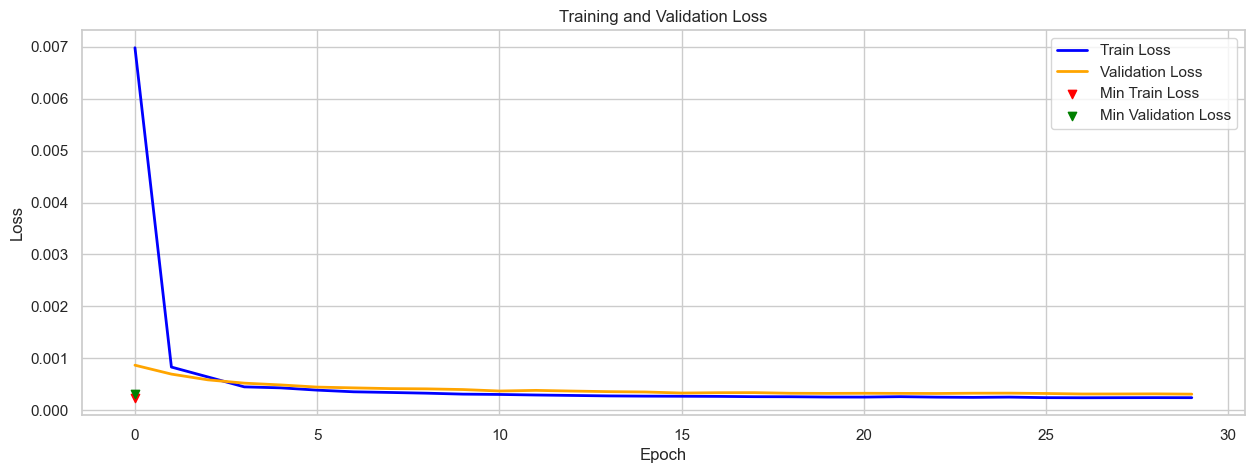 Training and Validation Loss
0.007
0.006
0.005
0.004
0.003
0.002
0.001
0.000
Loss
Train Loss
Validation Loss
Min Train Loss
Min Validation Loss
0 5 10 15 20 25 30
Epoch